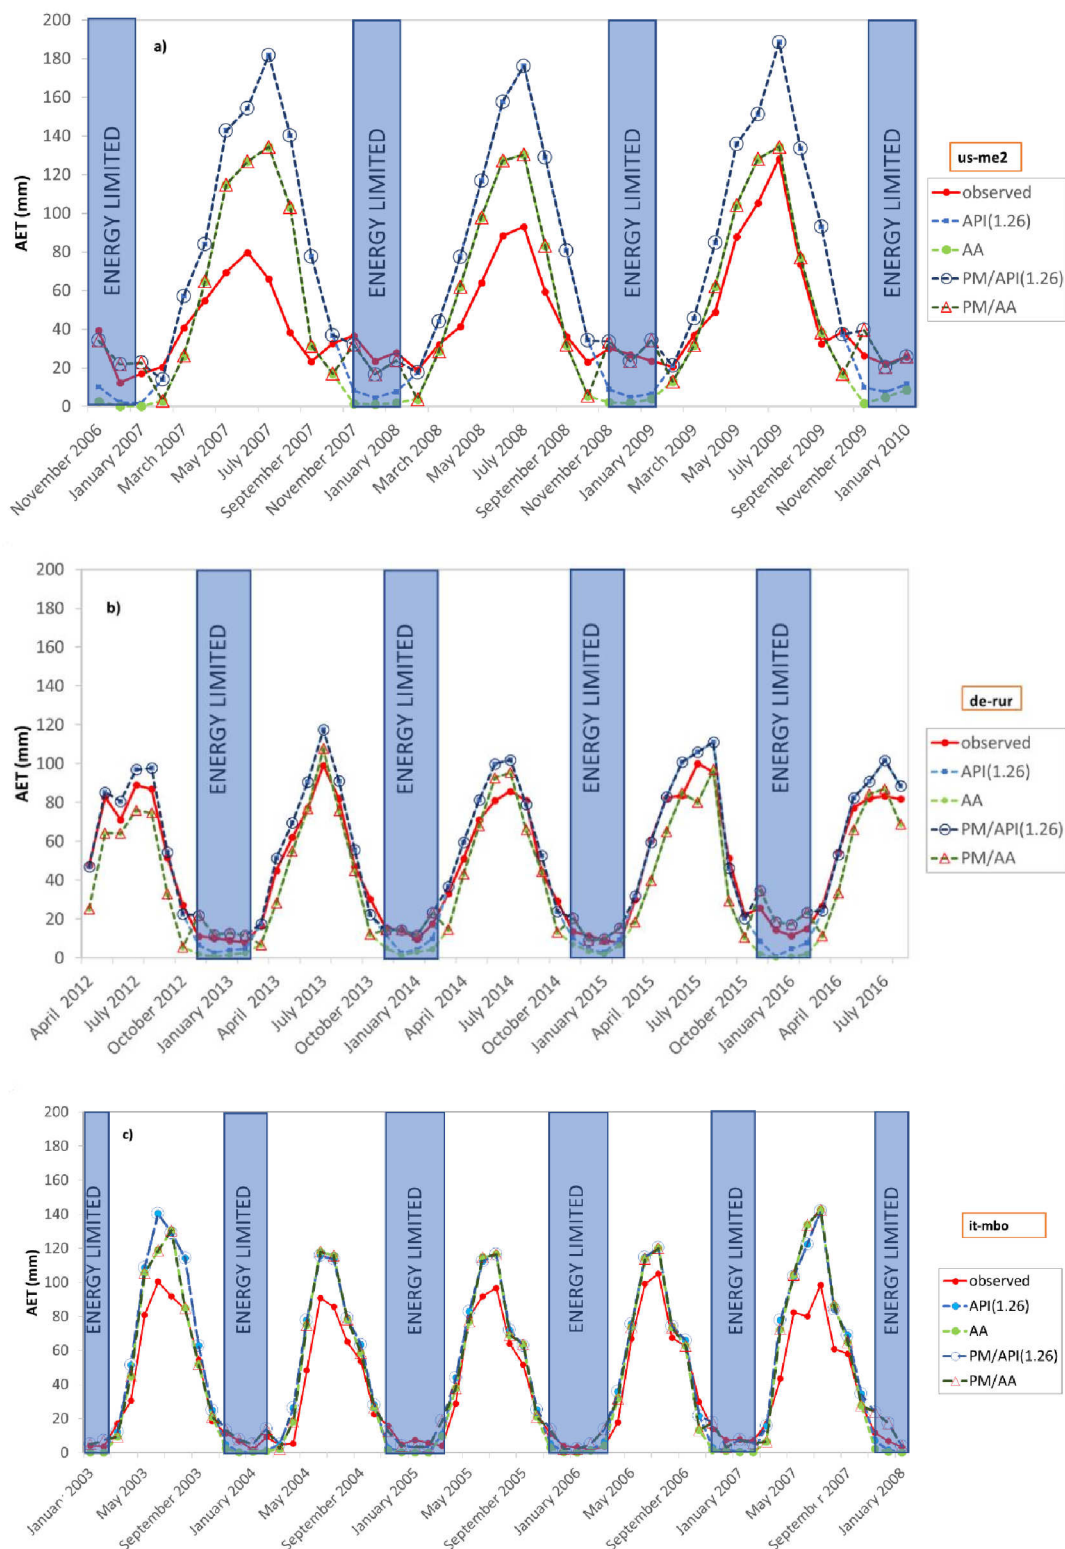 200
180
160
140
120
100
80
60
40
20
0
AET (mm)
a)
ENERGY LIMITED
ENERGY LIMITED
ENERGY LIMITED
ENERGY LIMITED
November 2006
January 2007
March 2007
May 2007
July 2007
September 2007
November 2007
January 2008
March 2008
May 2008
July 2008
September 2008
November 2008
January 2009
March 2009
May 2009
July 2009
September 2009
November 2009
January 2010
us-me2
observed
API(1.26)
AA
PM/API(1.26)
PM/AA
200
180
160
140
120
100
80
60
40
20
0
AET (mm)
b)
ENERGY LIMITED
ENERGY LIMITED
ENERGY LIMITED
ENERGY LIMITED
April 2012
July 2012
October 2012
January 2013
April 2013
July 2013
October 2013
January 2014
April 2014
July 2014
October 2014
January 2015
April 2015
July 2015
October 2015
January 2016
April 2016
July 2016
de-rur
observed
API(1.26)
AA
PM/API(1.26)
PM/AA
200
180
160
140
120
100
80
60
40
20
0
AET (mm)
c)
ENERGY LIMITED
ENERGY LIMITED
ENERGY LIMITED
ENERGY LIMITED
ENERGY LIMITED
ENERGY LIMITED
January 2003
May 2003
September 2003
January 2004
May 2004
September 2004
January 2005
May 2005
September 2005
January 2006
May 2006
September 2006
January 2007
May 2007
September 2007
January 2008
it-mbo
observed
API(1.26)
AA
PM/API(1.26)
PM/AA